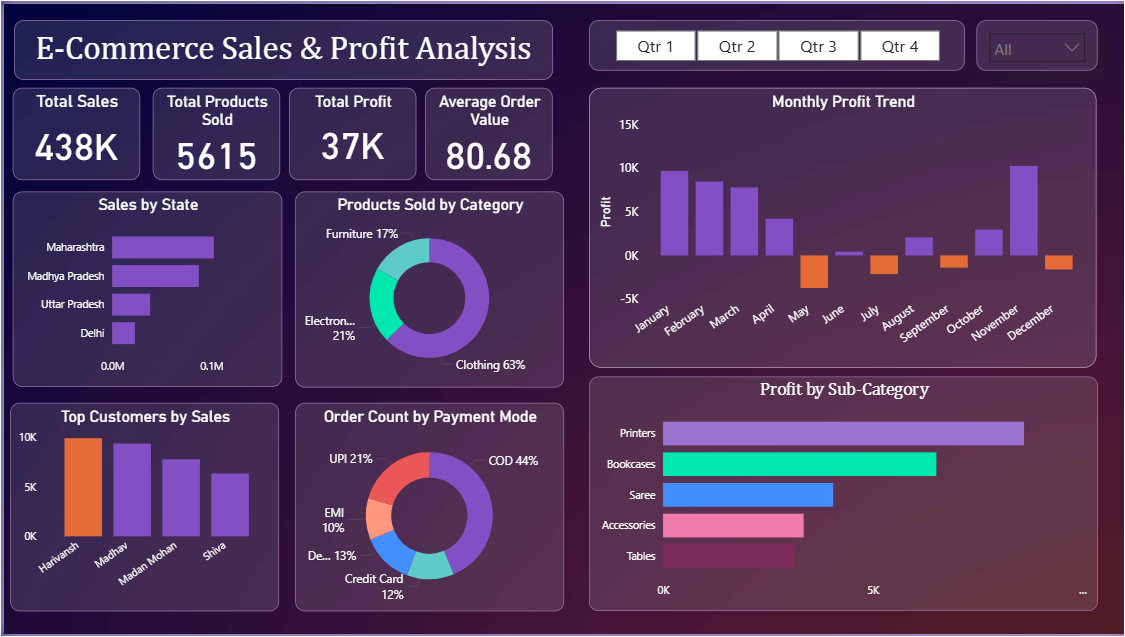 E-Commerce Sales & Profit Analysis
Qtr 1
Qtr 2
Qtr 3
Qtr 4
All
Total Sales
438K
Total Products
Sold
5615
Total Profit
37K
Average Order
Value
80.68
Monthly Profit Trend
Profit
15K
10K
5K
0K
-5K
January
February
March
April
May
June
July
August
September
October
November
December
Sales by State
Maharashtra
Madhya Pradesh
Uttar Pradesh
Delhi
0.0M
0.1M
Products Sold by Category
Furniture 17%
Electron...
21%
Clothing 63%
Top Customers by Sales
10K
5K
0K
Harivansh
Madhav
Madan Mohan
Shiva
Order Count by Payment Mode
UPI 21%
COD 44%
EMI
10%
De... 13%
Credit Card
12%
Profit by Sub-Category
Printers
Bookcases
Saree
Accessories
Tables
0K
5K
...